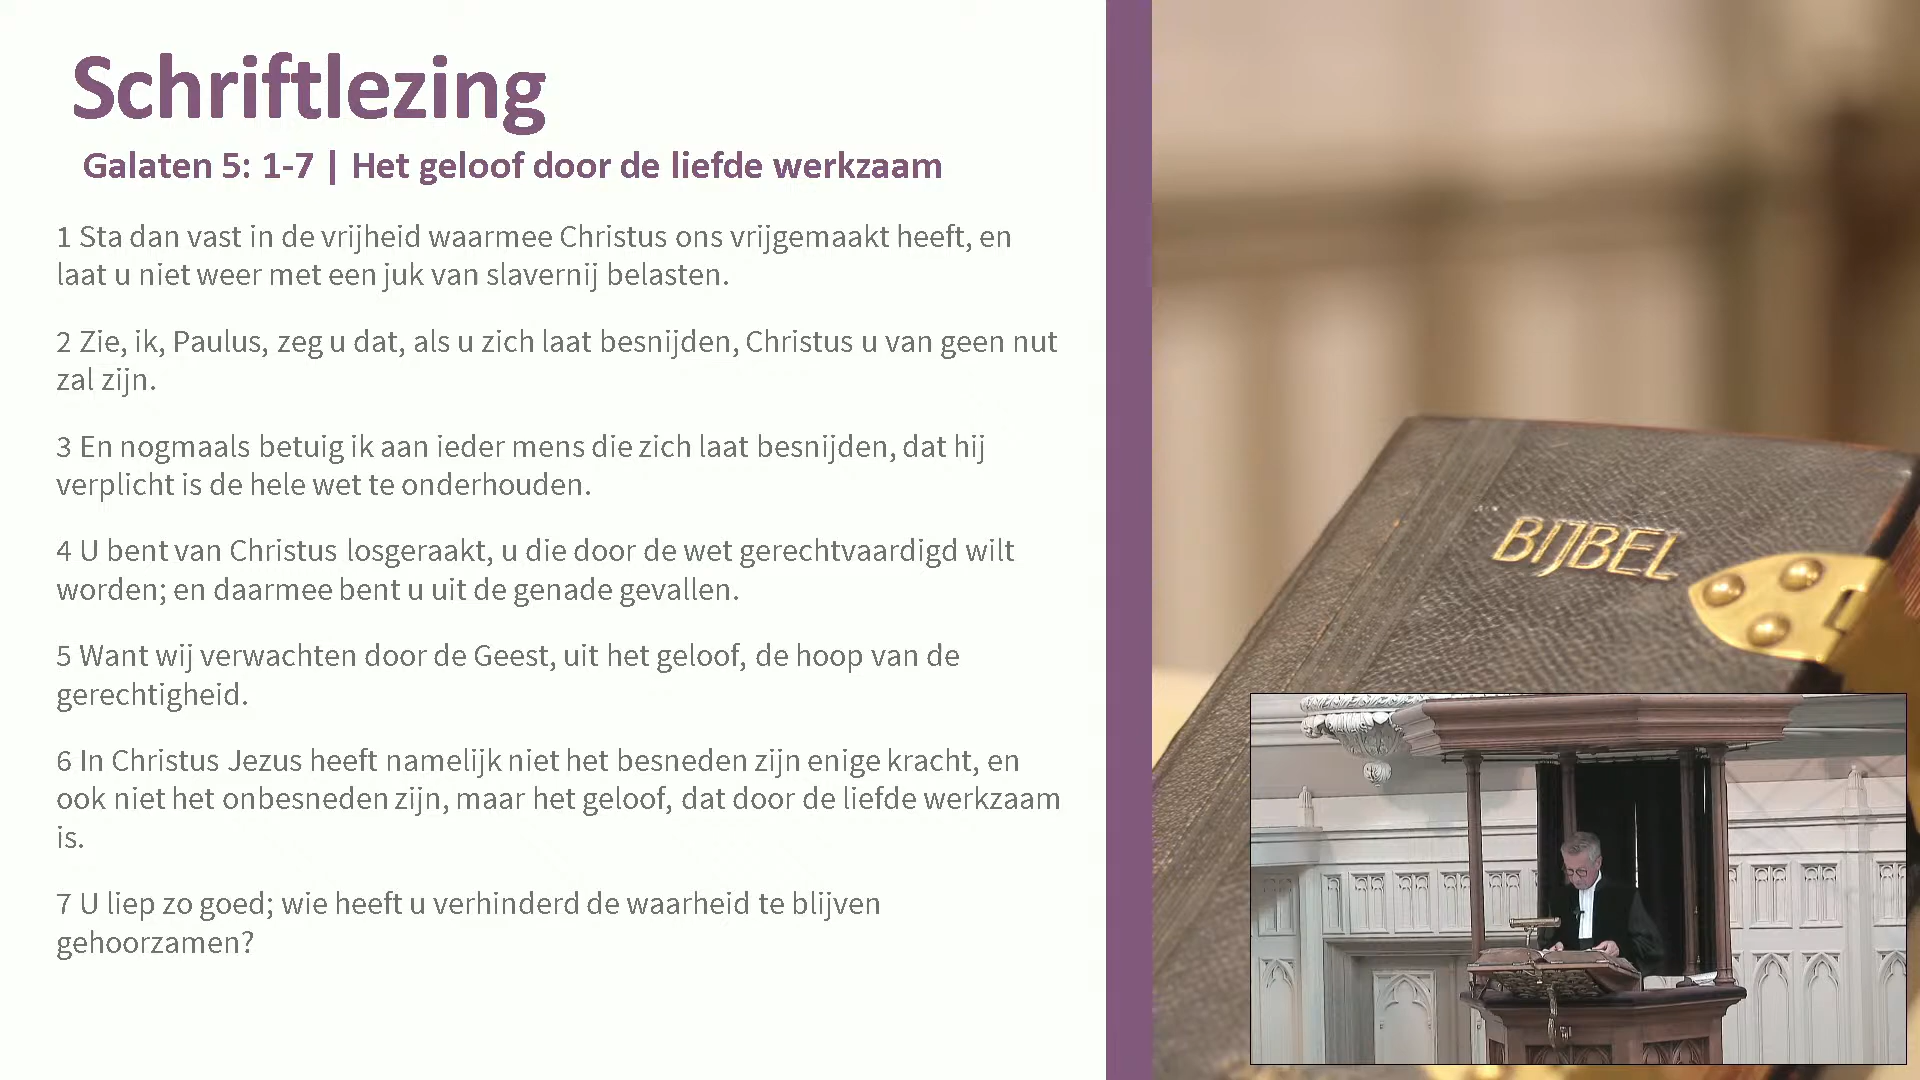 Schriftlezing
Galaten 5: 1-7 | Het geloof door de liefde werkzaam
1 Sta dan vast in de vrijheid waarmee Christus ons vrijgemaakt heeft, en
laat u niet weer met een juk van slavernij belasten.
2 Zie, ik, Paulus, zeg u dat, als u zich laat besnijden, Christus u van geen nut
zal zijn.
3 En nogmaals betuig ik aan ieder mens die zich laat besnijden, dat hij
verplicht is de hele wet te onderhouden.
4 U bent van Christus losgeraakt, u die door de wet gerechtvaardigd wilt
worden; en daarmee bent u uit de genade gevallen.
5 Want wij verwachten door de Geest, uit het geloof, de hoop van de
gerechtigheid.
6 In Christus Jezus heeft namelijk niet het besneden zijn enige kracht, en
ook niet het onbesneden zijn, maar het geloof, dat door de liefde werkzaam
is.
7 U liep zo goed; wie heeft u verhinderd de waarheid te blijven
gehoorzamen?
BIJBEL